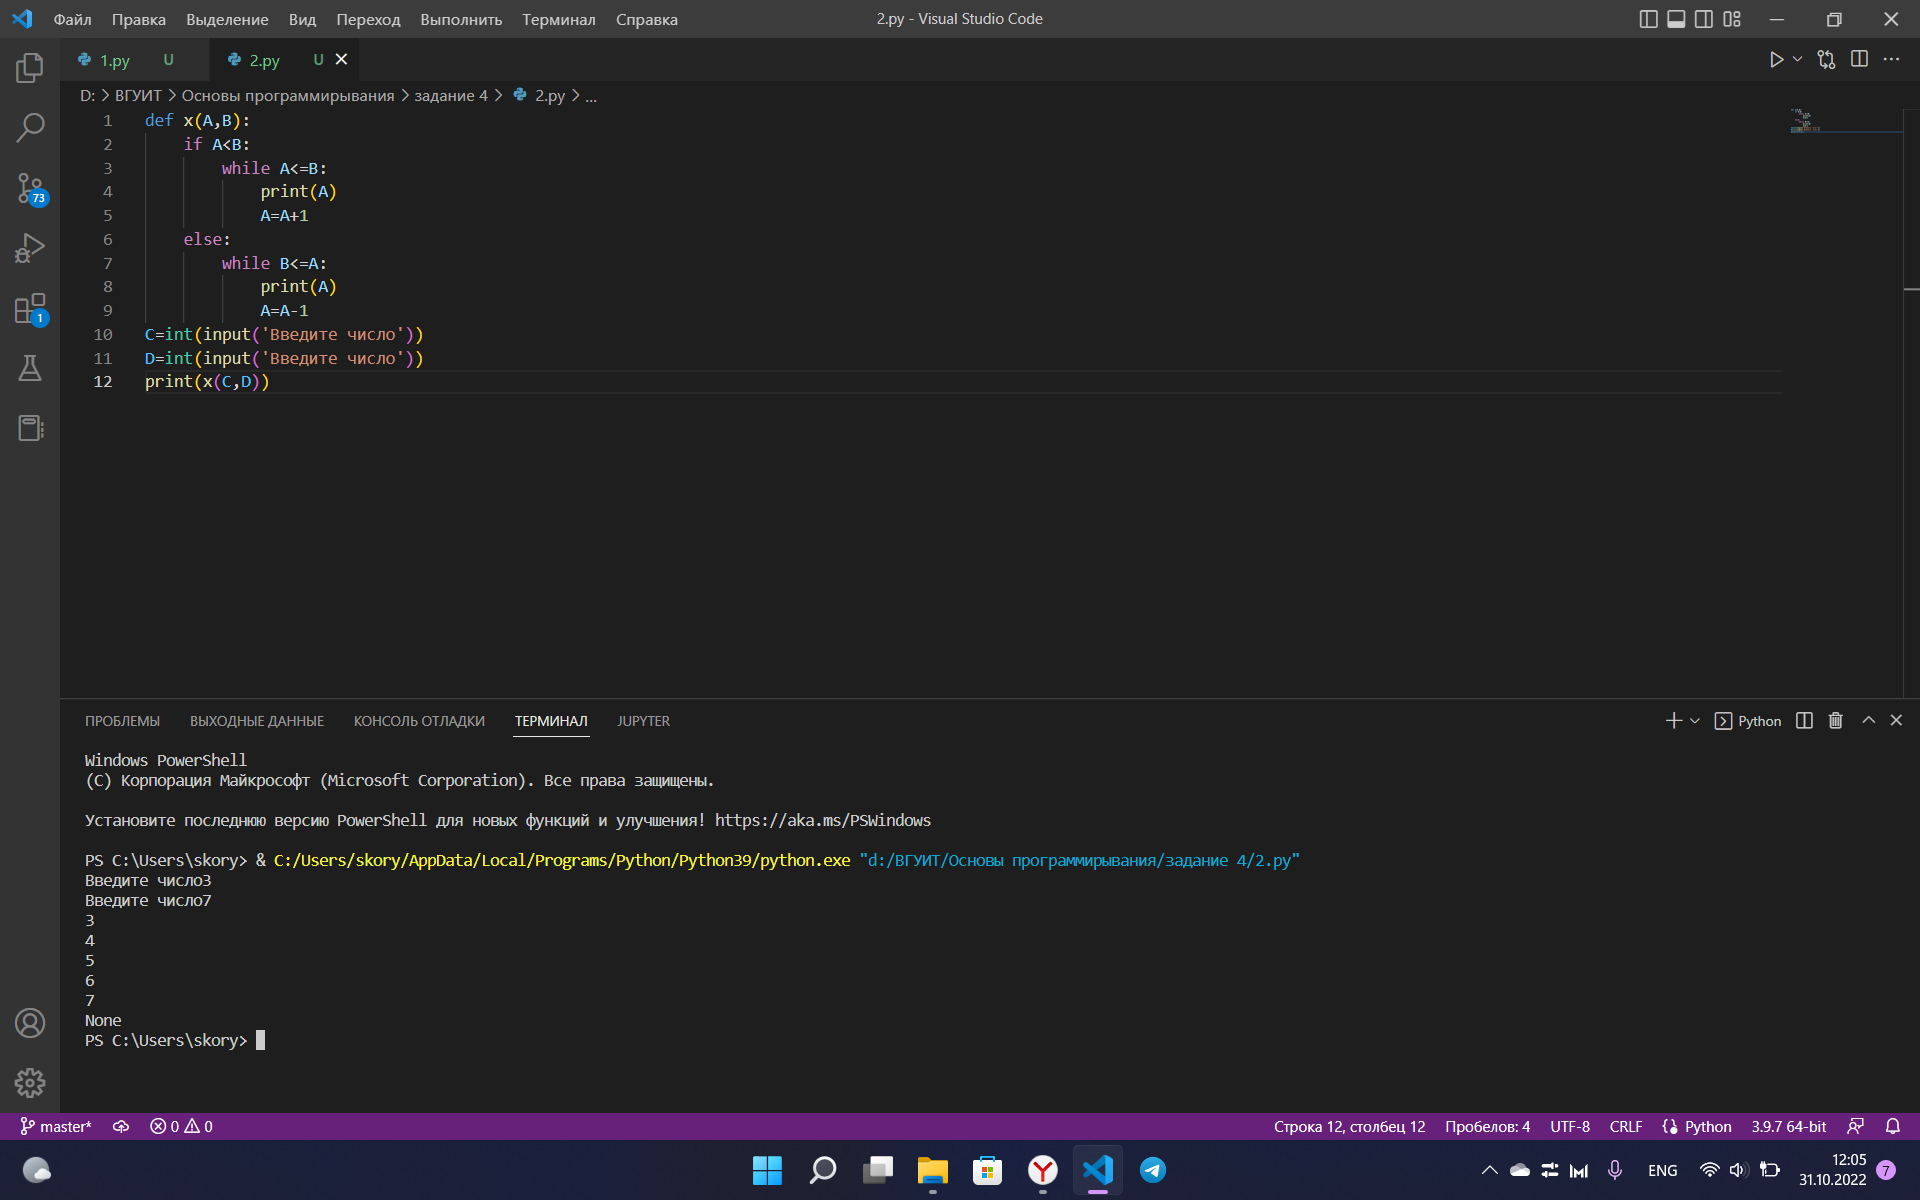 Файл Правка Выделение Вид Переход Выполнить Терминал Справка 2.py - Visual Studio Code
1.py U 2.py U
D: > ВГУИТ > Основы программирывания > задание 4 > 2.py > ...
1 def x(A,B):
2 if A<B:
3 while A<=B:
4 print(A)
5 A=A+1
6 else:
7 while B<=A:
8 print(A)
9 A=A-1
10 C=int(input('Введите число'))
11 D=int(input('Введите число'))
12 print(x(C,D))
73
1
ПРОБЛЕМЫ ВЫХОДНЫЕ ДАННЫЕ КОНСОЛЬ ОТЛАДКИ ТЕРМИНАЛ JUPYTER Python
Windows PowerShell
(C) Корпорация Майкрософт (Microsoft Corporation). Все права защищены.
Установите последнюю версию PowerShell для новых функций и улучшения! https://aka.ms/PSWindows
PS C:\Users\skory> & C:/Users/skory/AppData/Local/Programs/Python/Python39/python.exe "d:/ВГУИТ/Основы программирывания/задание 4/2.py"
Введите число3
Введите число7
3
4
5
6
7
None
PS C:\Users\skory>
master* 0 0 Строка 12, столбец 12 Пробелов: 4 UTF-8 CRLF Python 3.9.7 64-bit
ENG 12:05
31.10.2022 7